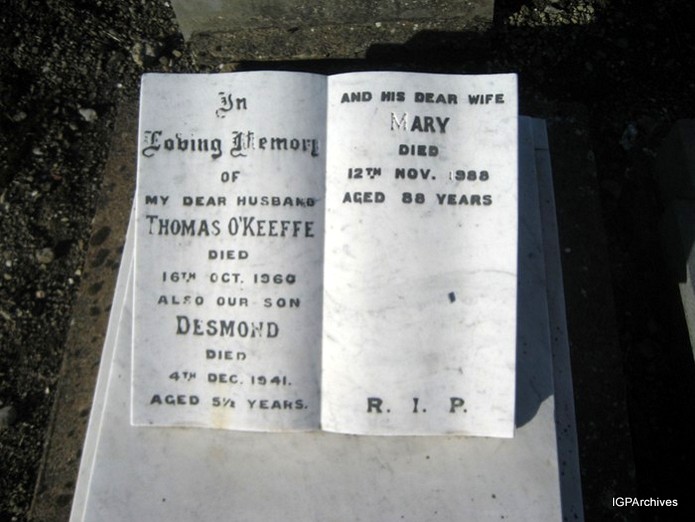 In
Loving Memory
OF
MY DEAR HUSBAND
THOMAS O'KEEFFE
DIED
16TH OCT. 1960
ALSO OUR SON
DESMOND
DIED
4TH DEC. 1941.
AGED 5½ YEARS.
AND HIS DEAR WIFE
MARY
DIED
12TH NOV. 1988
AGED 88 YEARS
R. I. P.
IGPArchives